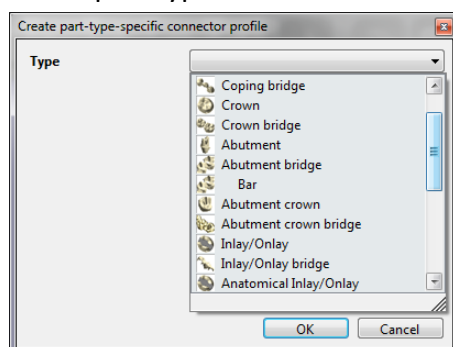 Create part-type-specific connector profile
Type
Coping bridge
Crown
Crown bridge
Abutment
Abutment bridge
Bar
Abutment crown
Abutment crown bridge
Inlay/Onlay
Inlay/Onlay bridge
Anatomical Inlay/Onlay
OK Cancel